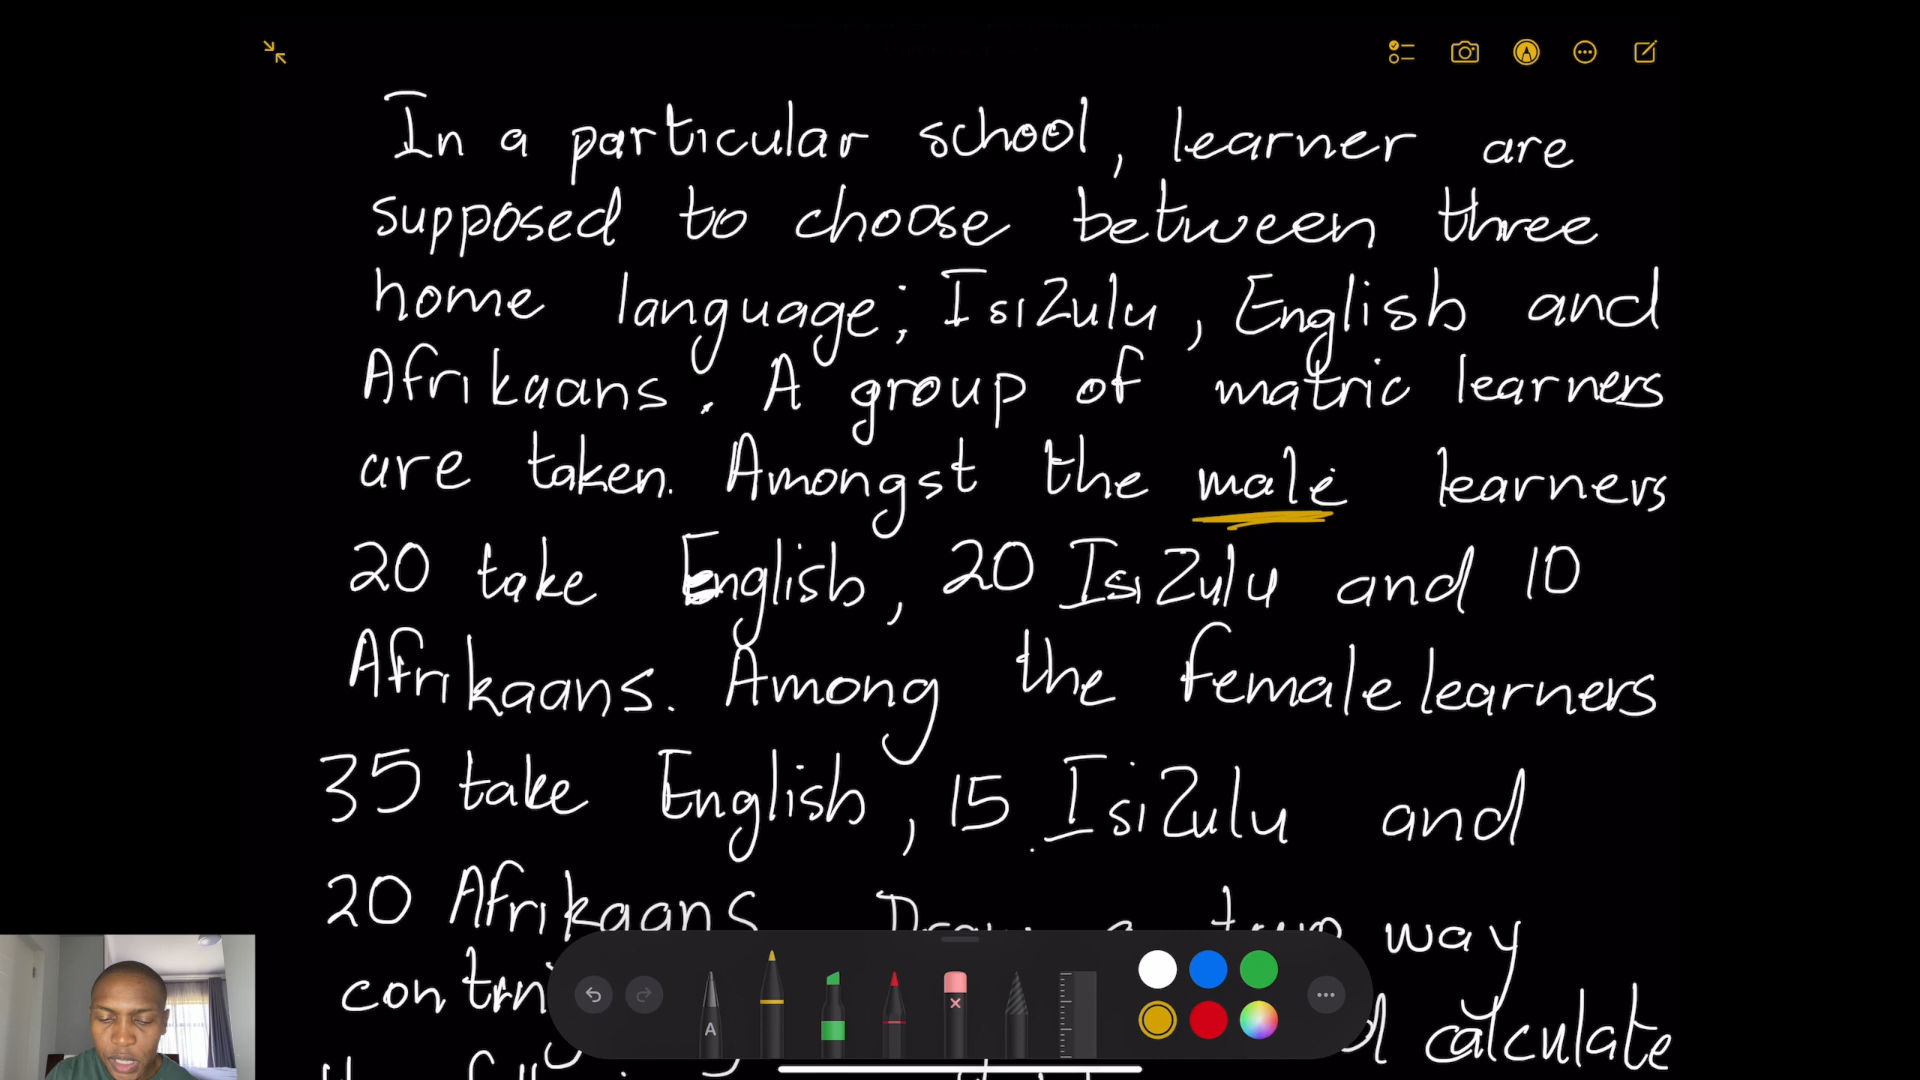 In a particular school, learner are
supposed to choose between three
home language; IsiZulu, English and
Afrikaans. A group of matric learners
are taken. Amongst the male learners
20 take English, 20 IsiZulu and 10
Afrikaans. Among the female learners
35 take English, 15 IsiZulu and
20 Afrikaans. Draw a two way
calculate
A